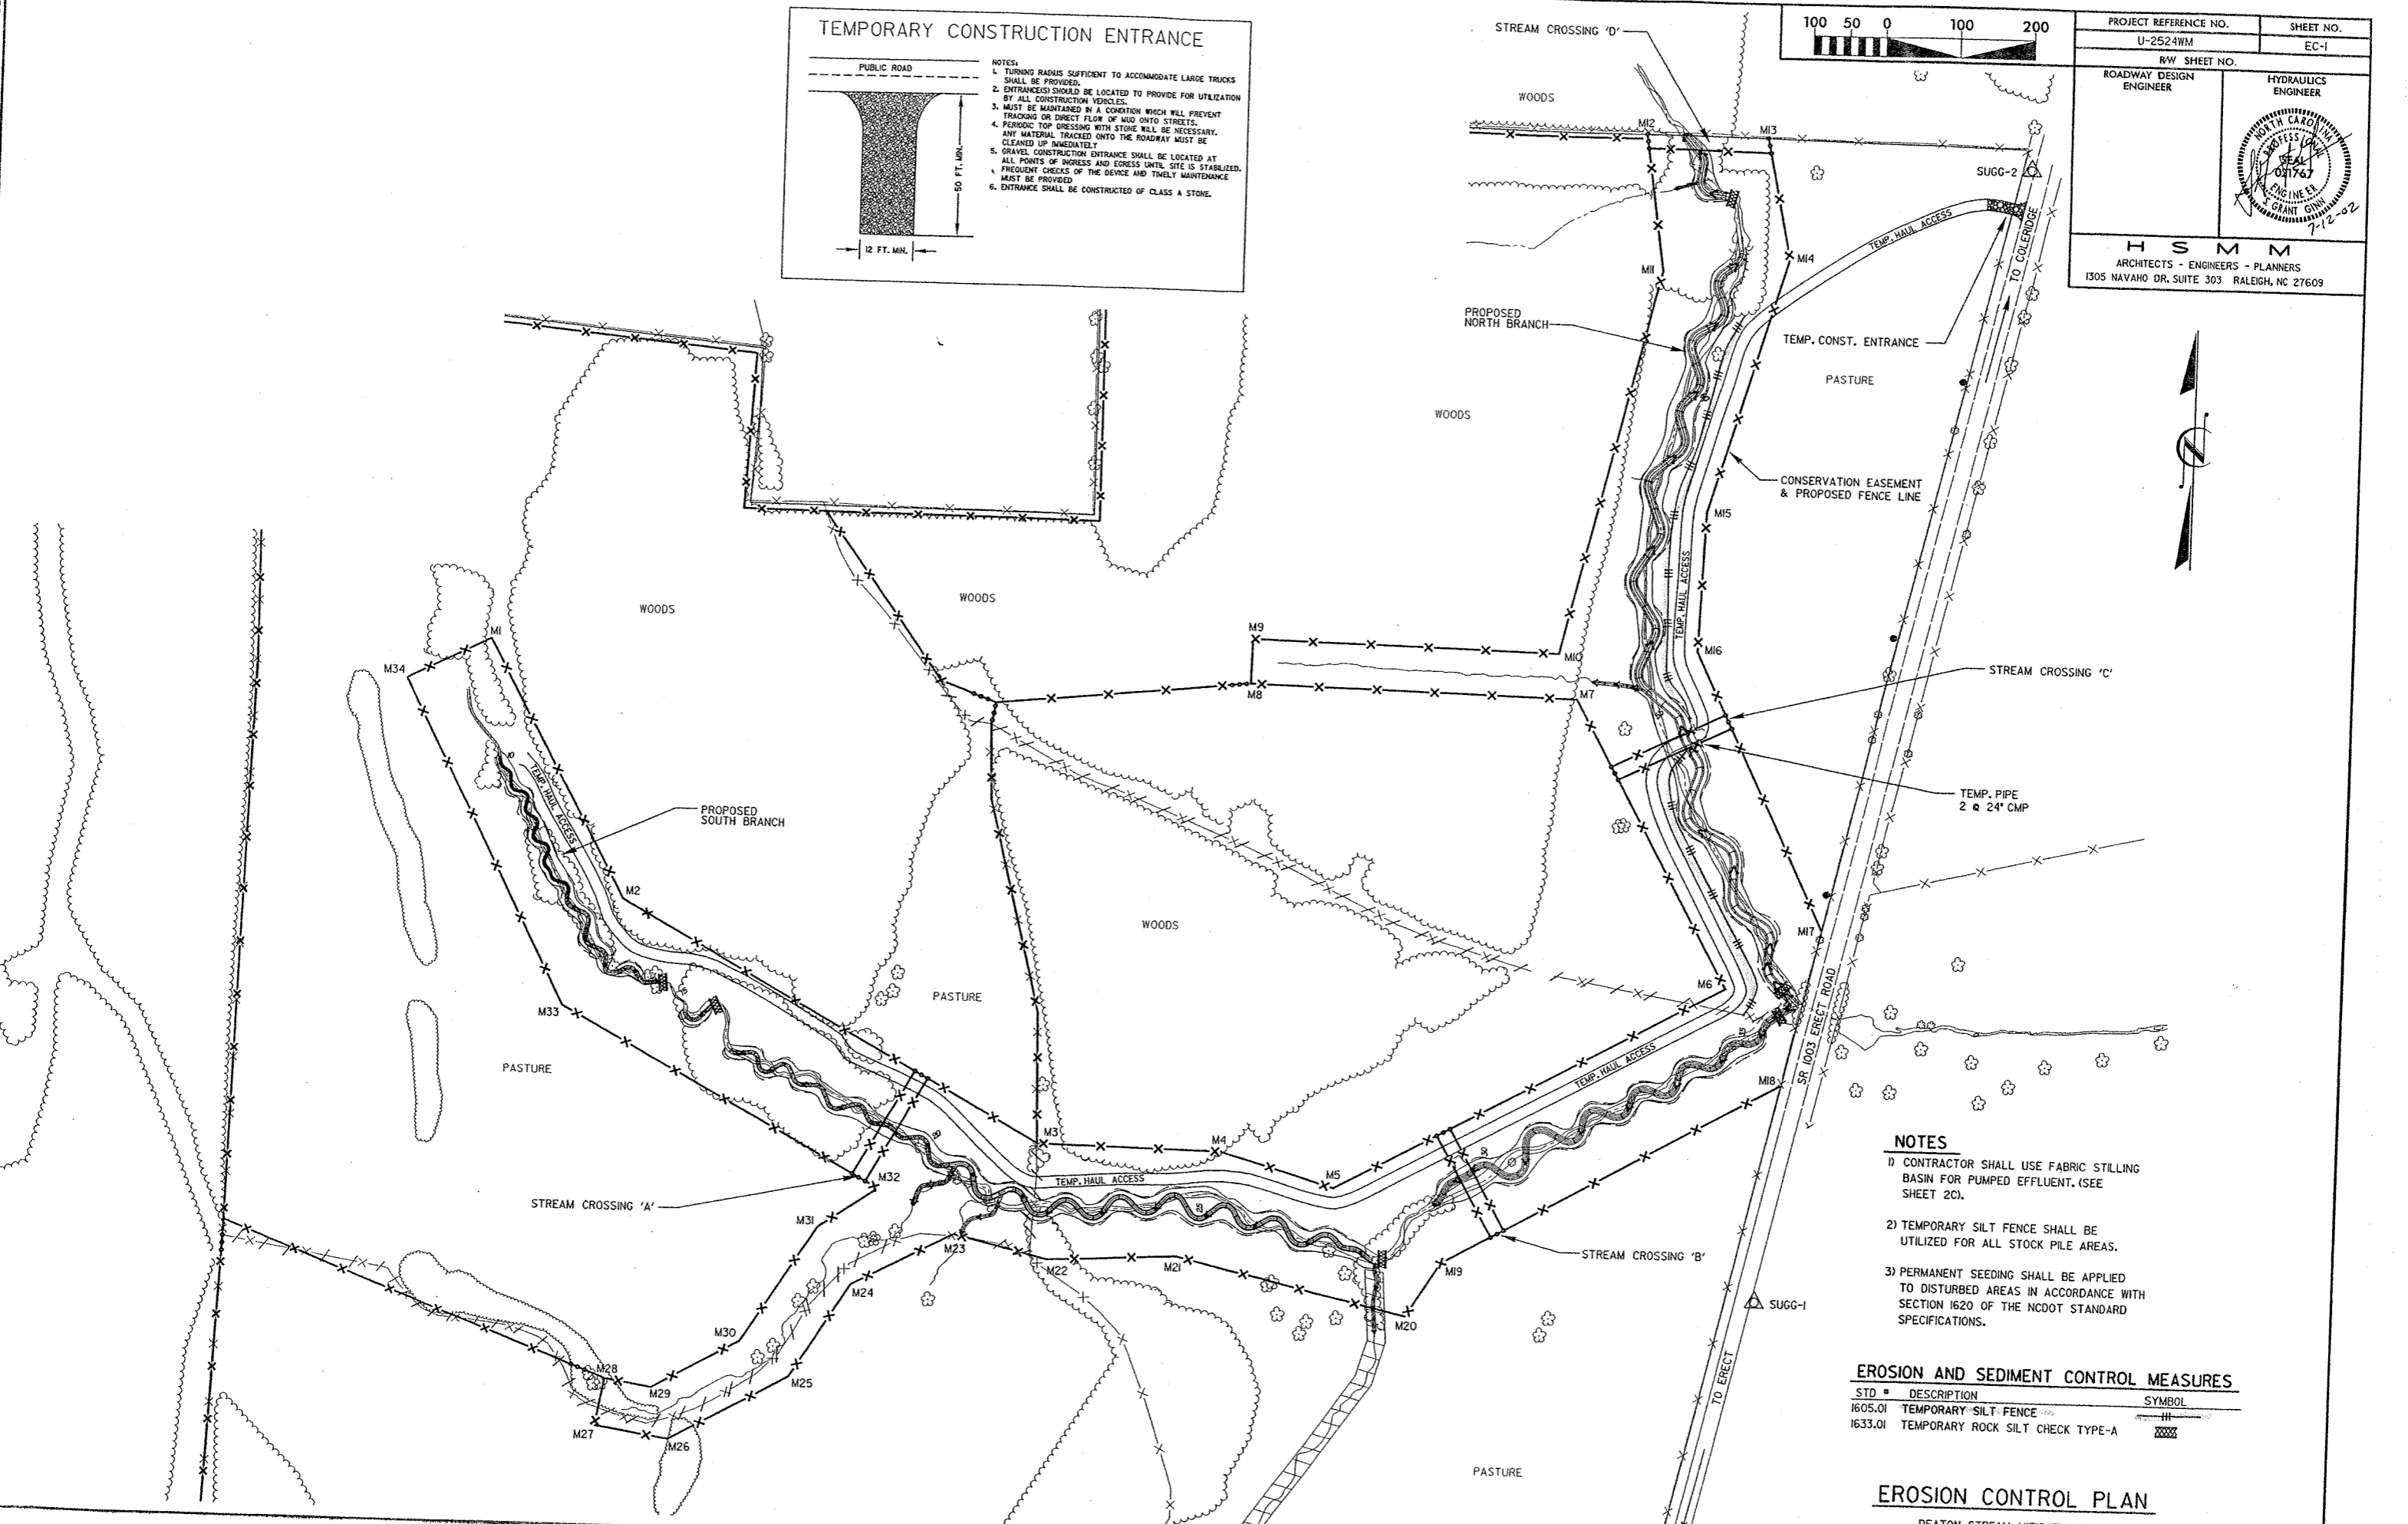 TEMPORARY CONSTRUCTION ENTRANCE
PUBLIC ROAD
50 FT. MIN.
12 FT. MIN.
NOTES:
1. TURNING RADIUS SUFFICIENT TO ACCOMMODATE LARGE TRUCKS
SHALL BE PROVIDED.
2. ENTRANCE(S) SHOULD BE LOCATED TO PROVIDE FOR UTILIZATION
BY ALL CONSTRUCTION VEHICLES.
3. MUST BE MAINTAINED IN A CONDITION WHICH WILL PREVENT
TRACKING OR DIRECT FLOW OF MUD ONTO STREETS.
4. PERIODIC TOP DRESSING WITH STONE WILL BE NECESSARY.
ANY MATERIAL TRACKED ONTO THE ROADWAY MUST BE
CLEANED UP IMMEDIATELY
5. GRAVEL CONSTRUCTION ENTRANCE SHALL BE LOCATED AT
ALL POINTS OF INGRESS AND EGRESS UNTIL SITE IS STABILIZED.
FREQUENT CHECKS OF THE DEVICE AND TIMELY MAINTENANCE
MUST BE PROVIDED
6. ENTRANCE SHALL BE CONSTRUCTED OF CLASS A STONE.
STREAM CROSSING 'D'
100 50 0 100 200
PROJECT REFERENCE NO.
SHEET NO.
U-2524WM
EC-1
R/W SHEET NO.
ROADWAY DESIGN
ENGINEER
HYDRAULICS
ENGINEER
NORTH CAROLINA
PROFESSIONAL
SEAL
021767
ENGINEER
S GRANT GINN
7-12-02
H S M M
ARCHITECTS - ENGINEERS - PLANNERS
1305 NAVAHO DR. SUITE 303 RALEIGH, NC 27609
WOODS
M12
M13
SUGG-2
TEMP. HAUL ACCESS
TO COLERIDGE
M11
M14
PROPOSED
NORTH BRANCH
TEMP. CONST. ENTRANCE
PASTURE
WOODS
CONSERVATION EASEMENT
& PROPOSED FENCE LINE
M15
TEMP. HAUL ACCESS
WOODS
WOODS
M1
M9
M10
M16
M34
M8
M7
STREAM CROSSING 'C'
TEMP. HAUL ACCESS
TEMP. PIPE
2 @ 24" CMP
PROPOSED
SOUTH BRANCH
M2
WOODS
M17
PASTURE
M6
M33
SR 1003 ERECT ROAD
PASTURE
TEMP. HAUL ACCESS
M18
M3
M4
M5
M32
TEMP. HAUL ACCESS
STREAM CROSSING 'A'
M31
M23
M22
M21
STREAM CROSSING 'B'
M19
M24
M20
SUGG-1
M30
M28
M29
M25
M27
M26
TO ERECT
PASTURE
NOTES
1) CONTRACTOR SHALL USE FABRIC STILLING
BASIN FOR PUMPED EFFLUENT. (SEE
SHEET 2C).
2) TEMPORARY SILT FENCE SHALL BE
UTILIZED FOR ALL STOCK PILE AREAS.
3) PERMANENT SEEDING SHALL BE APPLIED
TO DISTURBED AREAS IN ACCORDANCE WITH
SECTION 1620 OF THE NCDOT STANDARD
SPECIFICATIONS.
EROSION AND SEDIMENT CONTROL MEASURES
STD # DESCRIPTION SYMBOL
1605.01 TEMPORARY SILT FENCE
1633.01 TEMPORARY ROCK SILT CHECK TYPE-A
EROSION CONTROL PLAN